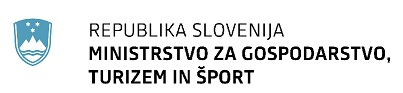 REPUBLIKA SLOVENIJA
MINISTRSTVO ZA GOSPODARSTVO,
TURIZEM IN ŠPORT